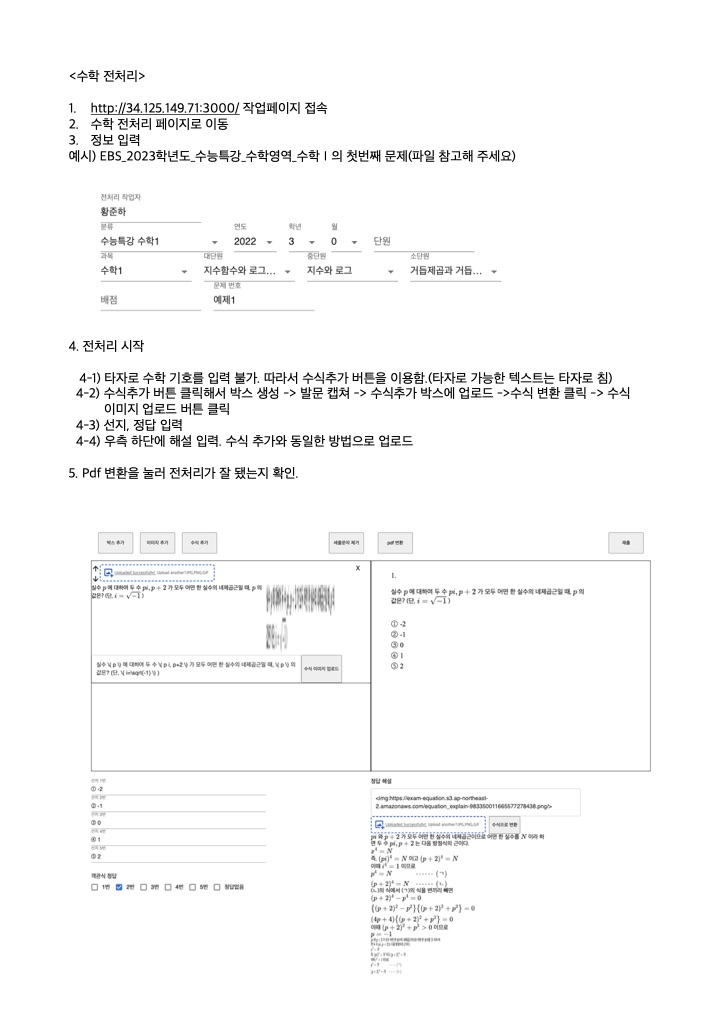 <수학 전처리>
1. http://34.125.149.71:3000/ 작업페이지 접속
2. 수학 전처리 페이지로 이동
3. 정보 입력
예시) EBS_2023학년도_수능특강_수학영역_수학Ⅰ의 첫번째 문제(파일 참고해 주세요)
전처리 작업자
황준하
분류 연도 학년 월
수능특강 수학1 2022 3 0 단원
과목 대단원 중단원 소단원
수학1 지수함수와 로그... 지수와 로그 거듭제곱과 거듭...
문제 번호
배점 예제1
4. 전처리 시작
4-1) 타자로 수학 기호를 입력 불가. 따라서 수식추가 버튼을 이용함.(타자로 가능한 텍스트는 타자로 침)
4-2) 수식추가 버튼 클릭해서 박스 생성 -> 발문 캡쳐 -> 수식추가 박스에 업로드 ->수식 변환 클릭 -> 수식
이미지 업로드 버튼 클릭
4-3) 선지, 정답 입력
4-4) 우측 하단에 해설 입력. 수식 추가와 동일한 방법으로 업로드
5. Pdf 변환을 눌러 전처리가 잘 됐는지 확인.
박스 추가 이미지 추가 수식 추가 새플문의 제거 pdf 변환 제출
Uploaded Successfully! Upload another? JPG,PNG,GIF X
실수 p 에 대하여 두 수 pi, p + 2 가 모두 어떤 한 실수의 네제곱근일 때, p 의
값은? (단, i = √−1 )
실수 \( p \) 에 대하여 두 수 \( p i, p+2 \) 가 모두 어떤 한 실수의 네제곱근일 때, \( p \) 의
값은? (단, \( i=\sqrt{-1} \) )
수식 이미지 업로드
1.
실수 p 에 대하여 두 수 pi, p + 2 가 모두 어떤 한 실수의 네제곱근일 때, p 의
값은? (단, i = √−1 )
① -2
② -1
③ 0
④ 1
⑤ 2
선지 1번
① -2
선지 2번
② -1
선지 3번
③ 0
선지 4번
④ 1
선지 5번
⑤ 2
객관식 정답
1번 2번 3번 4번 5번 정답없음
정답 해설
<img:https://exam-equation.s3.ap-northeast-
2.amazonaws.com/equation_explain-983350011665577278438.png/>
Uploaded Successfully! Upload another? JPG,PNG,GIF 수식으로 변환
pi 와 p + 2 가 모두 어떤 한 실수의 네제곱근이므로 어떤 한 실수를 N 이라 하
면 두 수 pi, p + 2 는 다음 방정식의 근이다.
x⁴ = N
즉, (pi)⁴ = N 이고 (p + 2)⁴ = N
이때 i⁴ = 1 이므로
p⁴ = N ······ (ㄱ)
(p + 2)⁴ = N ······ (ㄴ)
(ㄴ)의 식에서 (ㄱ)의 식을 변끼리 빼면
(p + 2)⁴ − p⁴ = 0
{(p + 2)² − p²}{(p + 2)² + p²} = 0
(4p + 4){(p + 2)² + p²} = 0
이때 (p + 2)² + p² > 0 이므로
p = −1